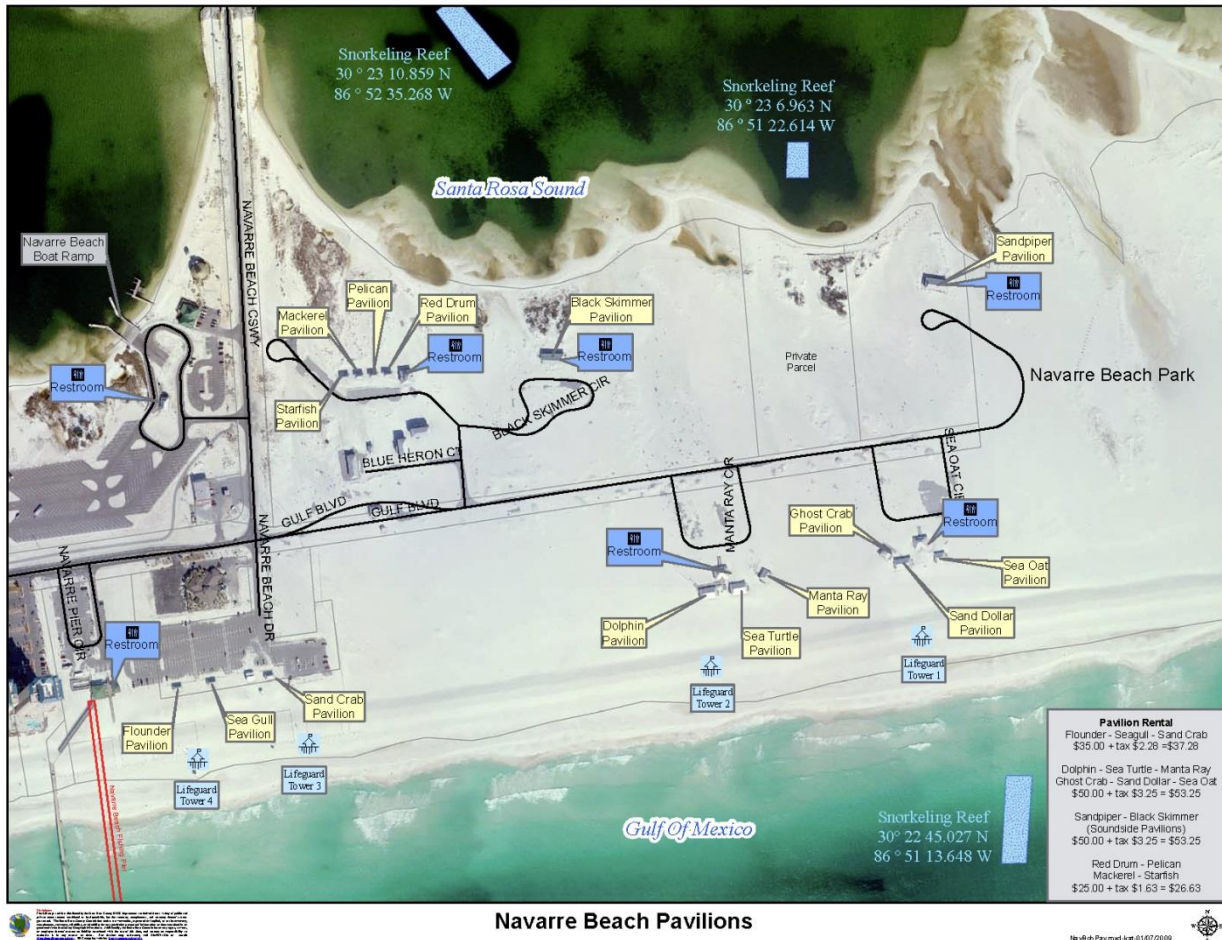 Snorkeling Reef
30 ° 23 10.859 N
86 ° 52 35.268 W
Snorkeling Reef
30 ° 23 6.963 N
86 ° 51 22.614 W
Santa Rosa Sound
NAVARRE BEACH CSWY
Navarre Beach
Boat Ramp
Sandpiper
Pavilion
Restroom
Pelican
Pavilion
Mackerel
Pavilion
Red Drum
Pavilion
Black Skimmer
Pavilion
Restroom
Restroom
Restroom
Starfish
Pavilion
Private
Parcel
Navarre Beach Park
BLACK SKIMMER CIR
BLUE HERON CT
GULF BLVD
GULF BLVD
MANTA RAY CIR
SEA OAT CIR
NAVARRE PIER CIR
NAVARRE BEACH DR
Ghost Crab
Pavilion
Restroom
Restroom
Sea Oat
Pavilion
Manta Ray
Pavilion
Sand Dollar
Pavilion
Dolphin
Pavilion
Sea Turtle
Pavilion
Restroom
Lifeguard
Tower 1
Lifeguard
Tower 2
Sand Crab
Pavilion
Sea Gull
Pavilion
Flounder
Pavilion
Lifeguard
Tower 3
Lifeguard
Tower 4
Navarre Beach Fishing Pier
Gulf Of Mexico
Snorkeling Reef
30 ° 22 45.027 N
86 ° 51 13.648 W
Pavilion Rental
Flounder - Seagull - Sand Crab
$35.00 + tax $2.28 =$37.28
Dolphin - Sea Turtle - Manta Ray
Ghost Crab - Sand Dollar - Sea Oat
$50.00 + tax $3.25 = $53.25
Sandpiper - Black Skimmer
(Soundside Pavilions)
$50.00 + tax $3.25 = $53.25
Red Drum - Pelican
Mackerel - Starfish
$25.00 + tax $1.63 = $26.63
Navarre Beach Pavilions